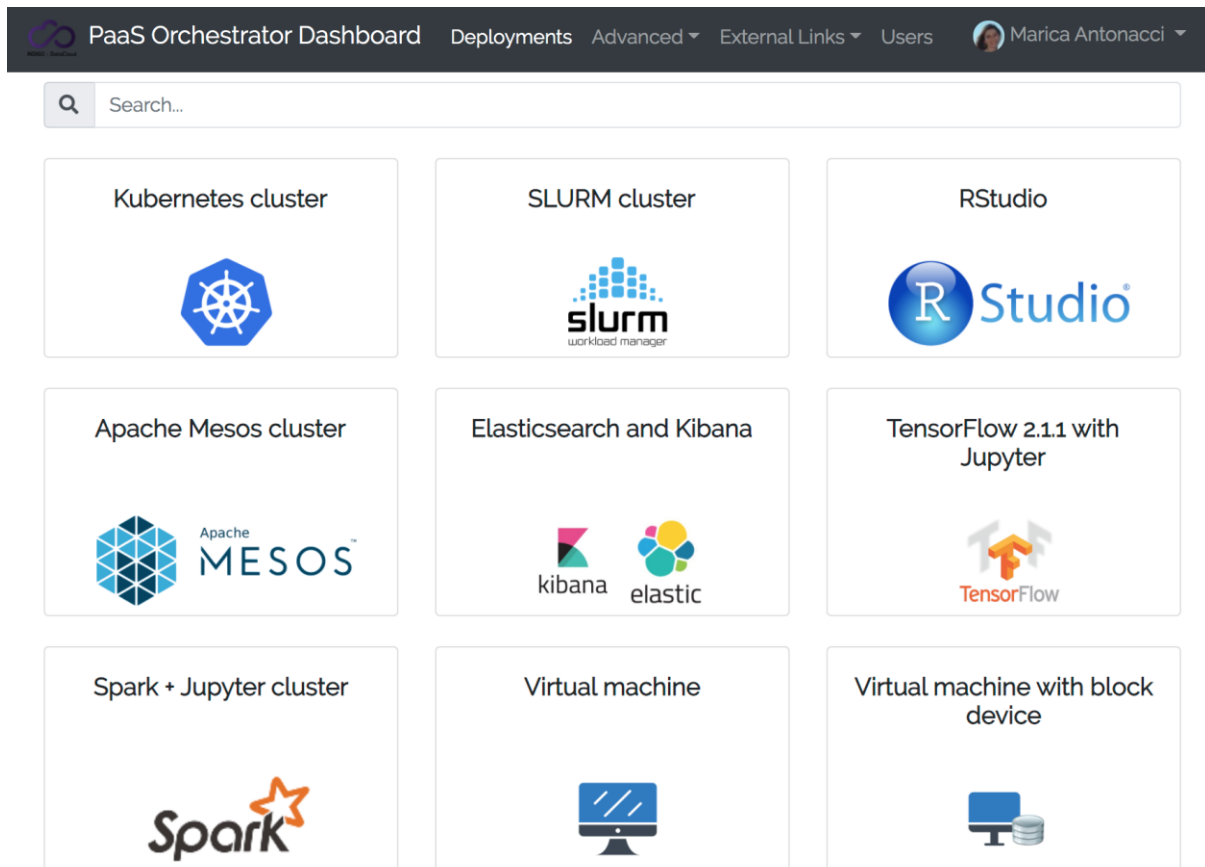 PaaS Orchestrator Dashboard Deployments Advanced External Links Users Marica Antonacci
Search...
Kubernetes cluster
SLURM cluster
RStudio
slurm
workload manager
R Studio
Apache Mesos cluster
Elasticsearch and Kibana
TensorFlow 2.1.1 with
Jupyter
Apache
MESOS™
kibana
elastic
TensorFlow
Spark + Jupyter cluster
Virtual machine
Virtual machine with block
device
Spark